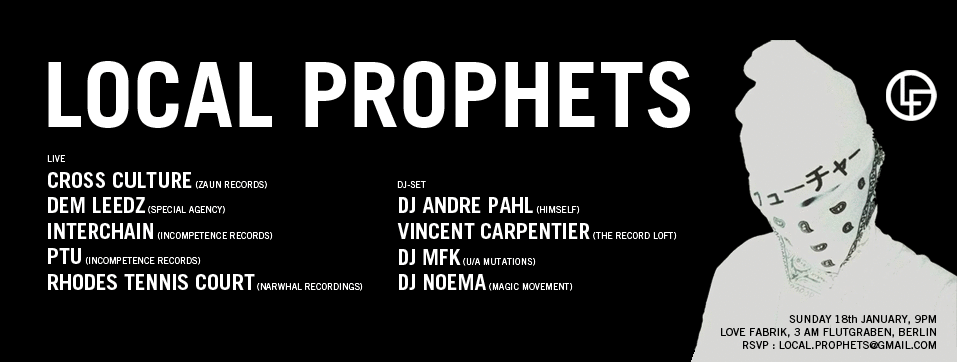 LOCAL PROPHETS
LIVE
CROSS CULTURE (ZAUN RECORDS)
DEM LEEDZ (SPECIAL AGENCY)
INTERCHAIN (INCOMPETENCE RECORDS)
PTU (INCOMPETENCE RECORDS)
RHODES TENNIS COURT (NARWHAL RECORDINGS)
DJ-SET
DJ ANDRE PAHL (HIMSELF)
VINCENT CARPENTIER (THE RECORD LOFT)
DJ MFK (U/A MUTATIONS)
DJ NOEMA (MAGIC MOVEMENT)
LF
フューチャー
SUNDAY 18th JANUARY, 9PM
LOVE FABRIK, 3 AM FLUTGRABEN, BERLIN
RSVP : LOCAL.PROPHETS@GMAIL.COM